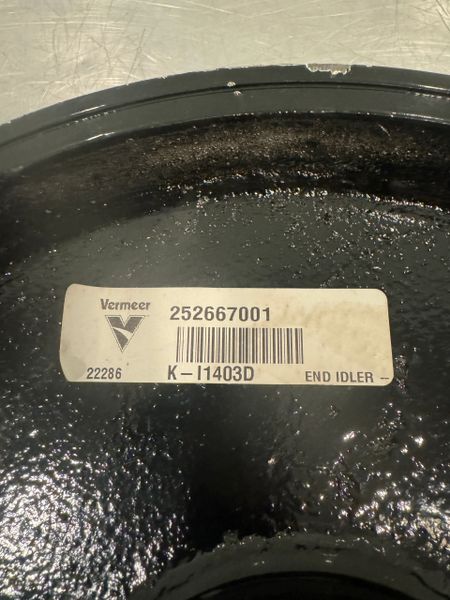 Vermeer
252667001
22286
K-I1403D
END IDLER -